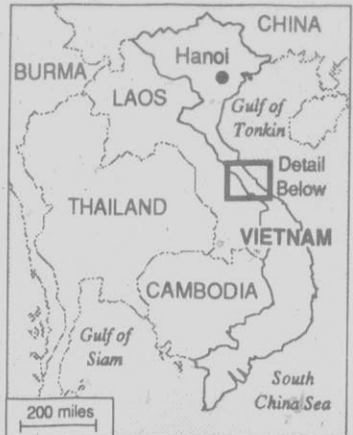 CHINA
Hanoi
BURMA
LAOS
Gulf of
Tonkin
Detail
Below
THAILAND
VIETNAM
CAMBODIA
Gulf of
Siam
South
China Sea
200 miles